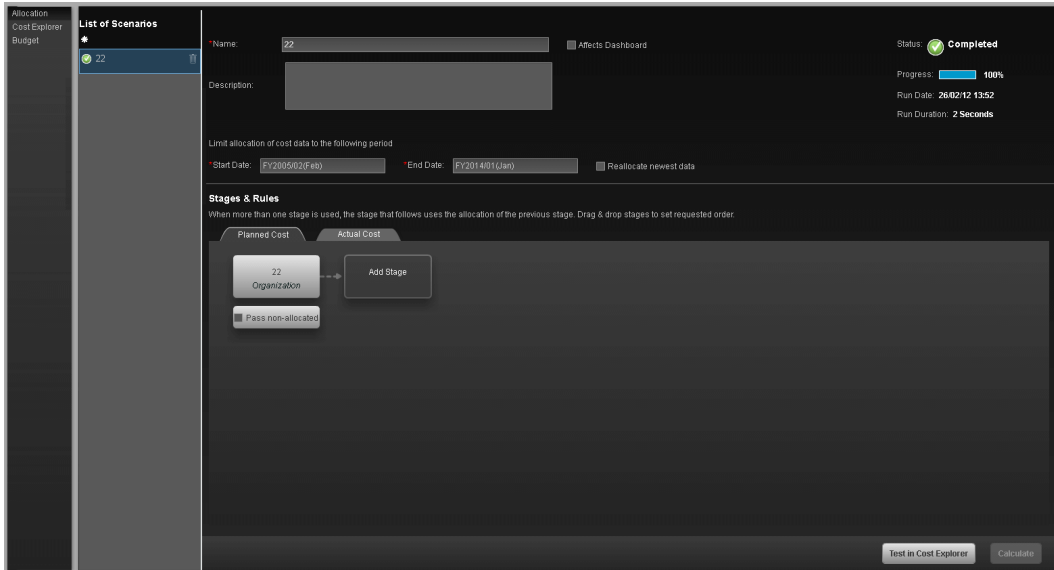 Allocation
Cost Explorer
Budget
List of Scenarios
22
*Name:
22
Affects Dashboard
Description:
Status:
Completed
Progress:
100%
Run Date: 26/02/12 13:52
Run Duration: 2 Seconds
Limit allocation of cost data to the following period
*Start Date:
FY2005/02(Feb)
*End Date:
FY2014/01(Jan)
Reallocate newest data
Stages & Rules
When more than one stage is used, the stage that follows uses the allocation of the previous stage. Drag & drop stages to set requested order.
Planned Cost
Actual Cost
22
Organization
Add Stage
Pass non-allocated
Test in Cost Explorer
Calculate